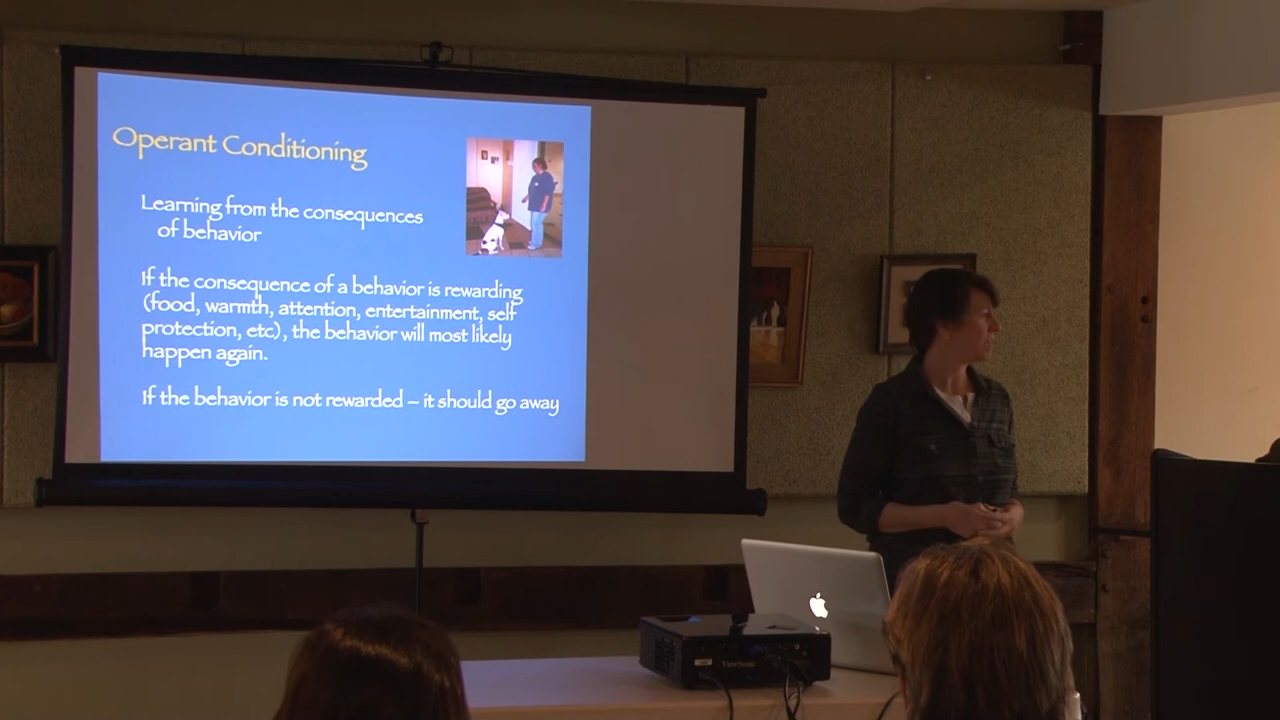 Operant Conditioning
Learning from the consequences
of behavior
If the consequence of a behavior is rewarding
(food, warmth, attention, entertainment, self
protection, etc), the behavior will most likely
happen again.
If the behavior is not rewarded – it should go away
ViewSonic